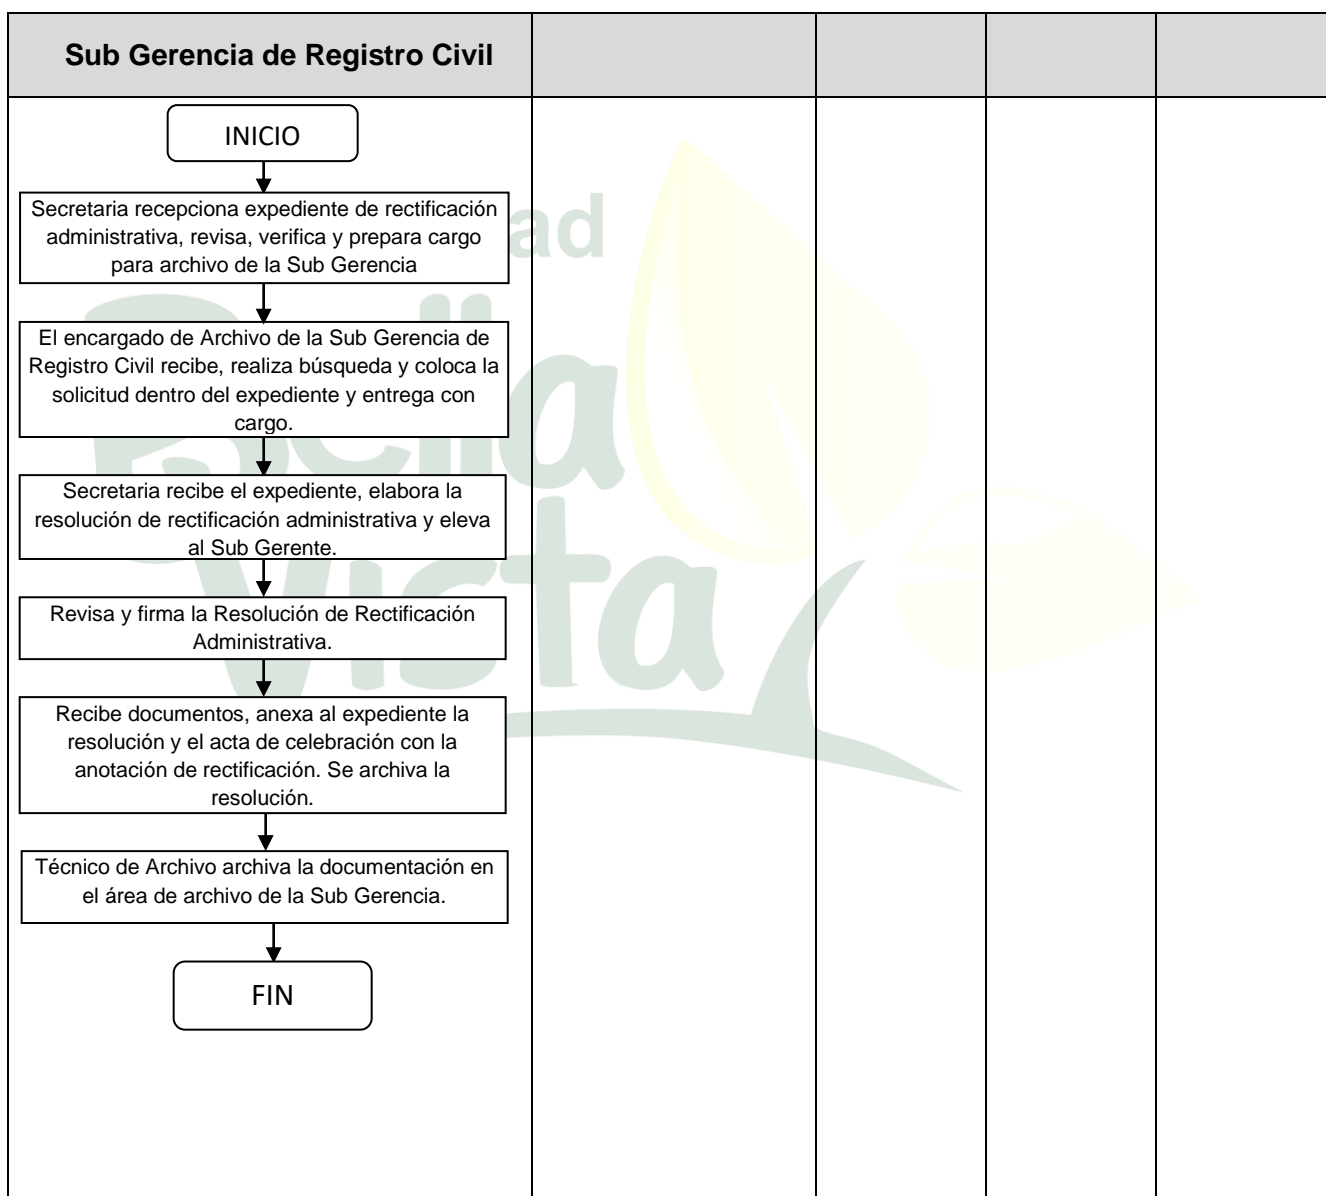 Sub Gerencia de Registro Civil
INICIO
Secretaria recepciona expediente de rectificación
administrativa, revisa, verifica y prepara cargo
para archivo de la Sub Gerencia
El encargado de Archivo de la Sub Gerencia de
Registro Civil recibe, realiza búsqueda y coloca la
solicitud dentro del expediente y entrega con
cargo.
Secretaria recibe el expediente, elabora la
resolución de rectificación administrativa y eleva
al Sub Gerente.
Revisa y firma la Resolución de Rectificación
Administrativa.
Recibe documentos, anexa al expediente la
resolución y el acta de celebración con la
anotación de rectificación. Se archiva la
resolución.
Técnico de Archivo archiva la documentación en
el área de archivo de la Sub Gerencia.
FIN
ad
Bella
Vista